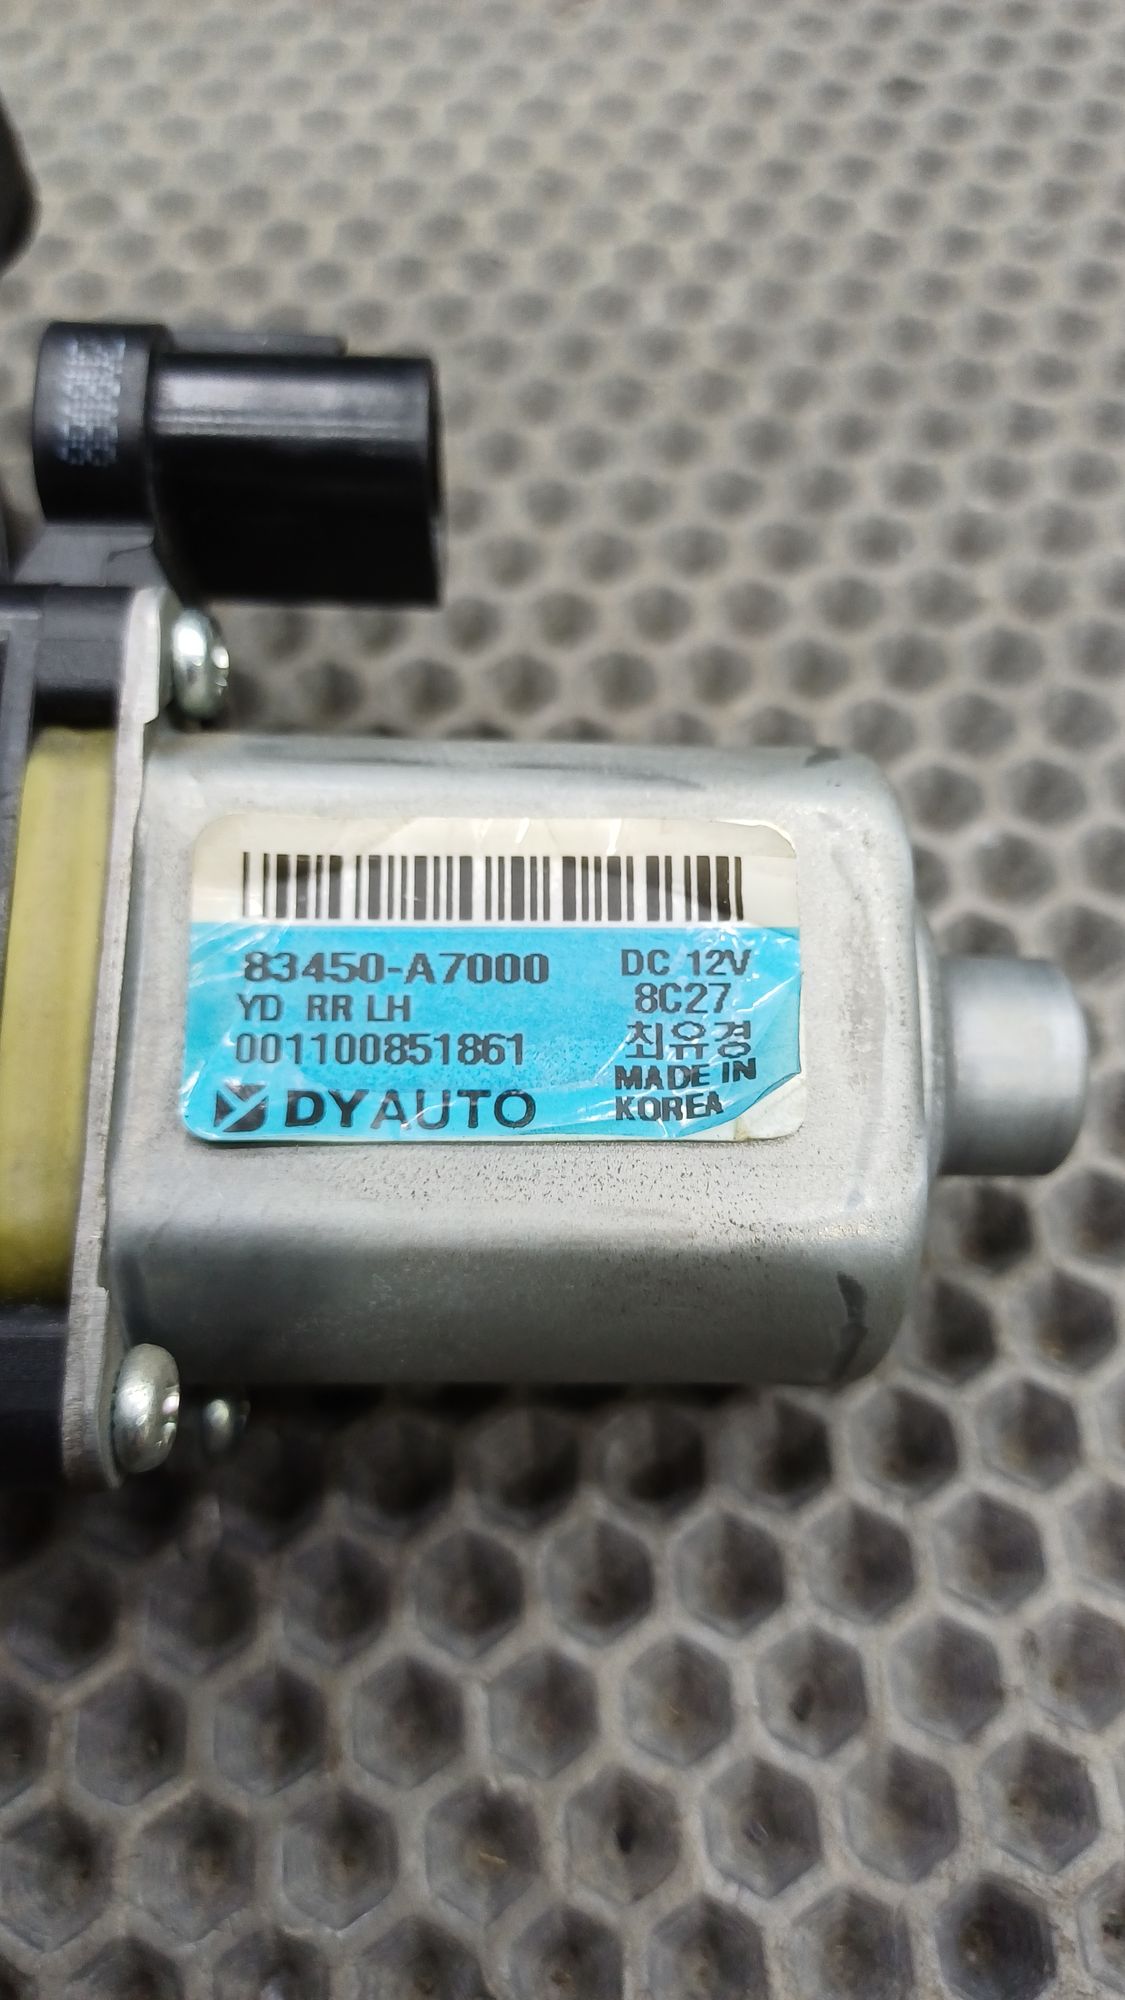 83450-A7000
YD RR LH
001100851861
DYAUTO
DC 12V
8C27
최유경
MADE IN
KOREA